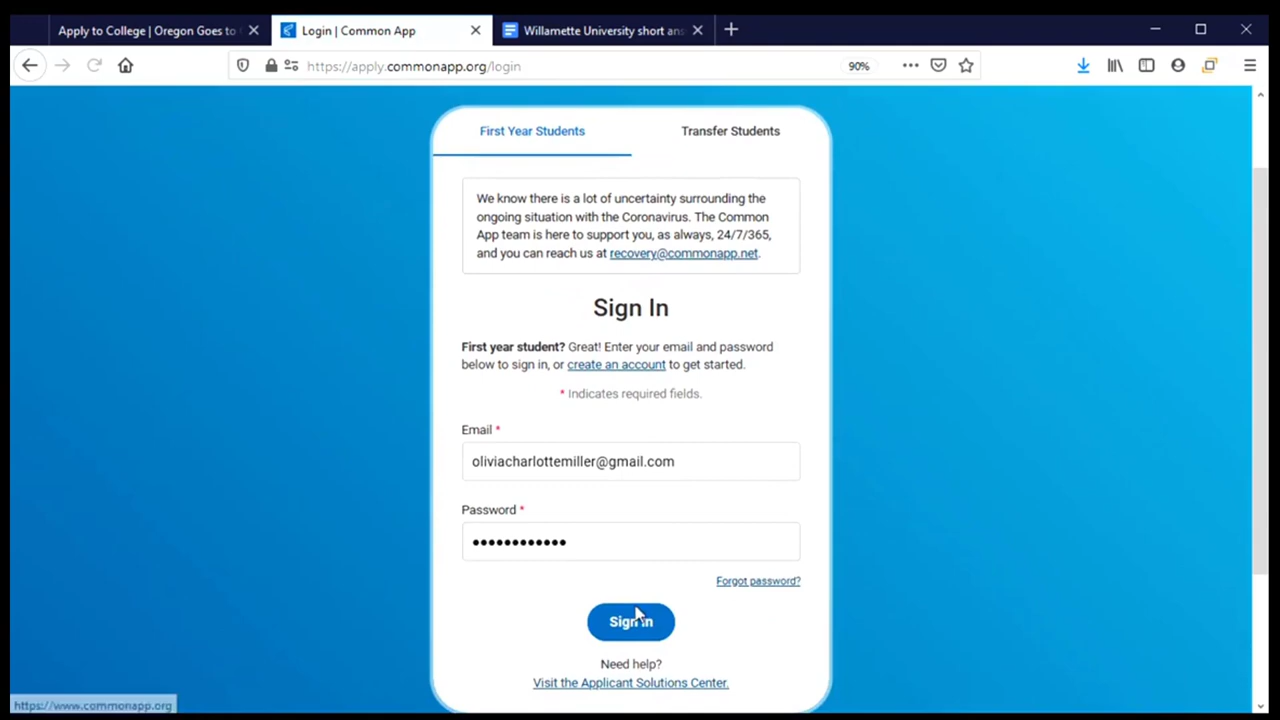 Apply to College | Oregon Goes to
Login | Common App
Willamette University short ans
https://apply.commonapp.org/login
90%
First Year Students
Transfer Students
We know there is a lot of uncertainty surrounding the
ongoing situation with the Coronavirus. The Common
App team is here to support you, as always, 24/7/365,
and you can reach us at recovery@commonapp.net.
Sign In
First year student? Great! Enter your email and password
below to sign in, or create an account to get started.
* Indicates required fields.
Email *
oliviacharlottemiller@gmail.com
Password *
••••••••••••
Forgot password?
Sign In
Need help?
Visit the Applicant Solutions Center.
https://www.commonapp.org